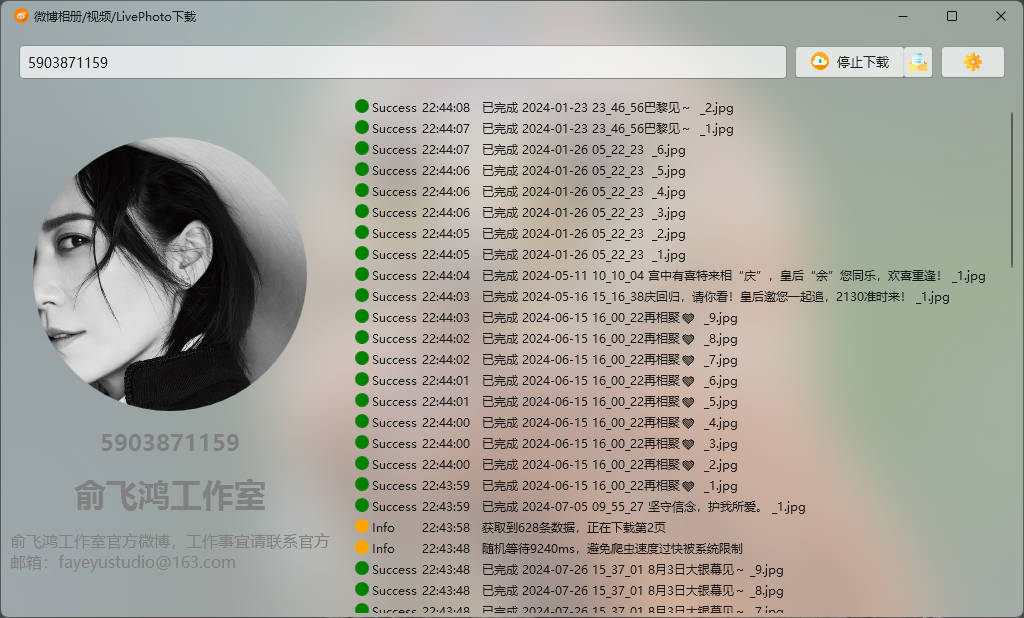 微博相册/视频/LivePhoto下载
5903871159
停止下载
Success 22:44:08 已完成 2024-01-23 23_46_56巴黎见~ _2.jpg
Success 22:44:07 已完成 2024-01-23 23_46_56巴黎见~ _1.jpg
Success 22:44:07 已完成 2024-01-26 05_22_23 _6.jpg
Success 22:44:06 已完成 2024-01-26 05_22_23 _5.jpg
Success 22:44:06 已完成 2024-01-26 05_22_23 _4.jpg
Success 22:44:06 已完成 2024-01-26 05_22_23 _3.jpg
Success 22:44:05 已完成 2024-01-26 05_22_23 _2.jpg
Success 22:44:05 已完成 2024-01-26 05_22_23 _1.jpg
Success 22:44:04 已完成 2024-05-11 10_10_04 宫中有喜特来相“庆”，皇后“余”您同乐，欢喜重逢！ _1.jpg
Success 22:44:03 已完成 2024-05-16 15_16_38庆回归，请你看！皇后邀您一起追，2130准时来！ _1.jpg
Success 22:44:03 已完成 2024-06-15 16_00_22再相聚🖤 _9.jpg
Success 22:44:02 已完成 2024-06-15 16_00_22再相聚🖤 _8.jpg
Success 22:44:02 已完成 2024-06-15 16_00_22再相聚🖤 _7.jpg
Success 22:44:01 已完成 2024-06-15 16_00_22再相聚🖤 _6.jpg
Success 22:44:01 已完成 2024-06-15 16_00_22再相聚🖤 _5.jpg
Success 22:44:00 已完成 2024-06-15 16_00_22再相聚🖤 _4.jpg
Success 22:44:00 已完成 2024-06-15 16_00_22再相聚🖤 _3.jpg
Success 22:44:00 已完成 2024-06-15 16_00_22再相聚🖤 _2.jpg
Success 22:43:59 已完成 2024-06-15 16_00_22再相聚🖤 _1.jpg
Success 22:43:59 已完成 2024-07-05 09_55_27 坚守信念，护我所爱。 _1.jpg
Info 22:43:58 获取到628条数据，正在下载第2页
Info 22:43:48 随机等待9240ms，避免爬虫速度过快被系统限制
Success 22:43:48 已完成 2024-07-26 15_37_01 8月3日大银幕见~ _9.jpg
Success 22:43:48 已完成 2024-07-26 15_37_01 8月3日大银幕见~ _8.jpg
Success 22:43:48 已完成 2024-07-26 15_37_01 8月3日大银幕见~ _7.jpg
5903871159
俞飞鸿工作室
俞飞鸿工作室官方微博，工作事宜请联系官方
邮箱：fayeyustudio@163.com